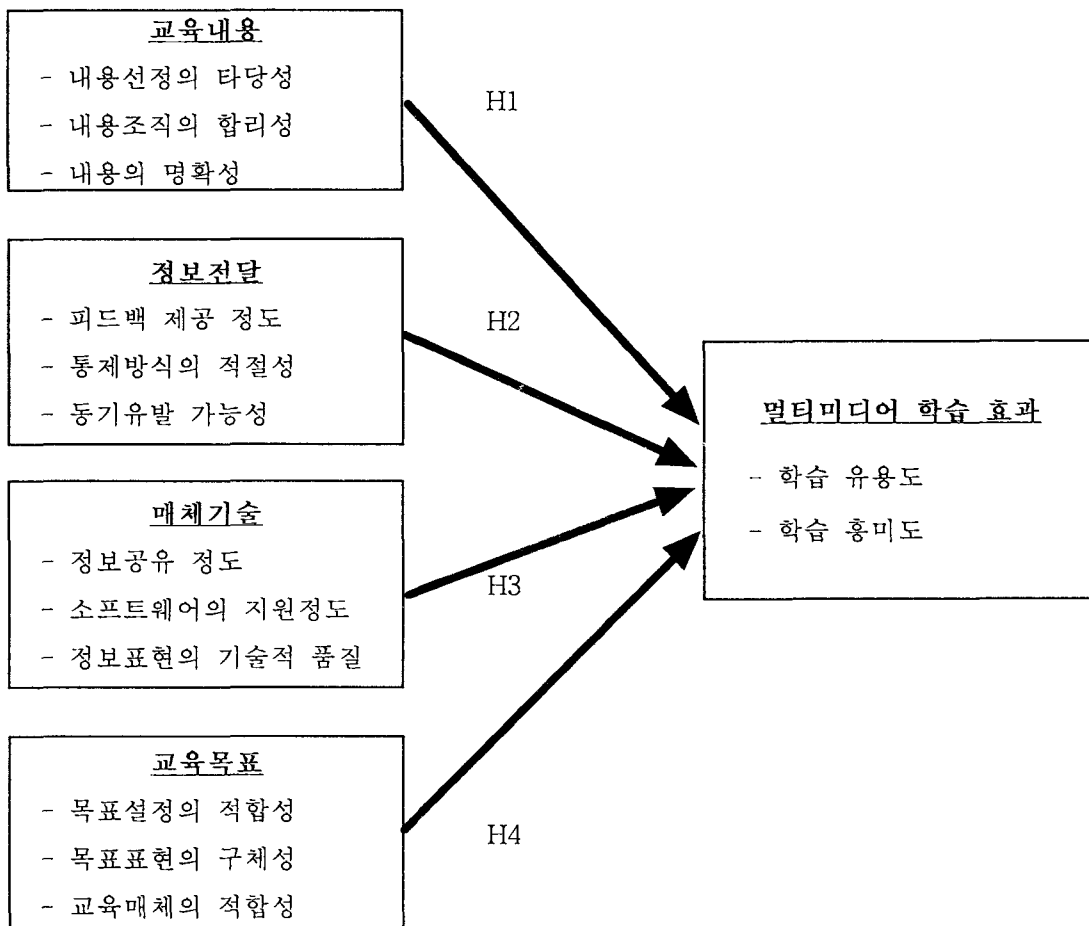 교육내용
- 내용선정의 타당성
- 내용조직의 합리성
- 내용의 명확성
H1
정보전달
- 피드백 제공 정도
- 통제방식의 적절성
- 동기유발 가능성
H2
매체기술
- 정보공유 정도
- 소프트웨어의 지원정도
- 정보표현의 기술적 품질
H3
교육목표
- 목표설정의 적합성
- 목표표현의 구체성
- 교육매체의 적합성
H4
멀티미디어 학습 효과
- 학습 유용도
- 학습 흥미도